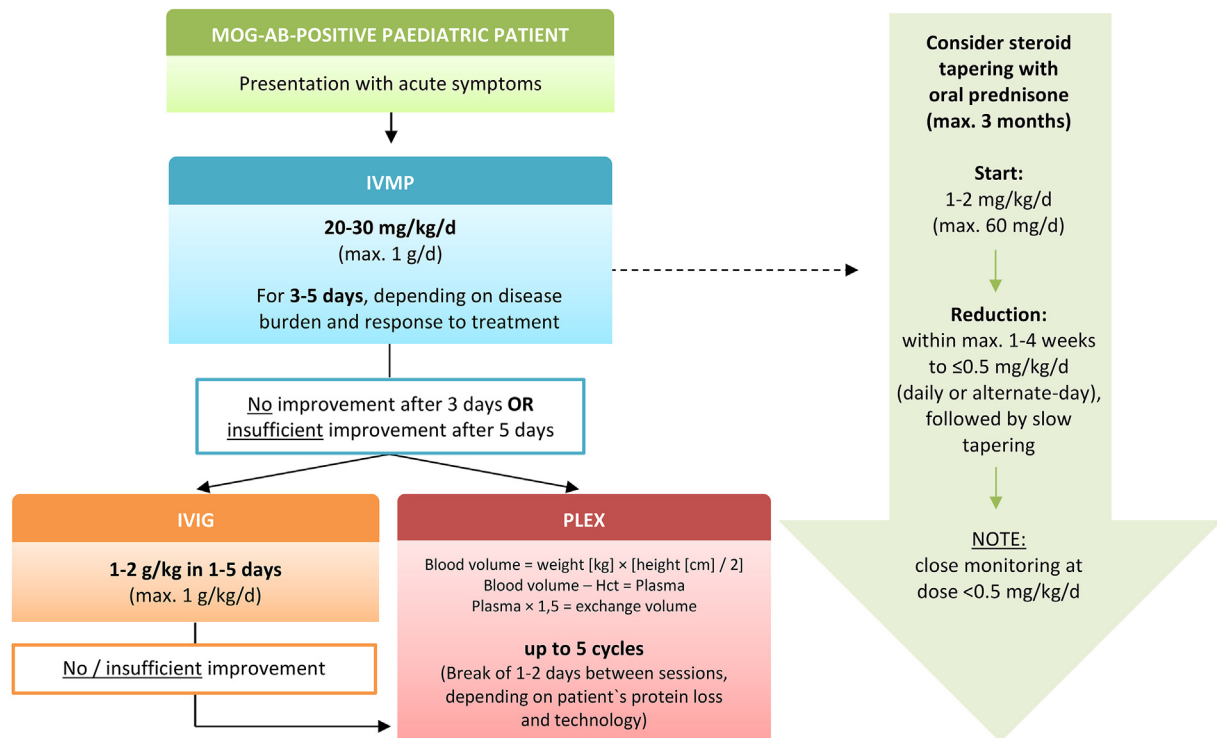 MOG-AB-POSITIVE PAEDIATRIC PATIENT
Presentation with acute symptoms
IVMP
20-30 mg/kg/d
(max. 1 g/d)
For 3-5 days, depending on disease
burden and response to treatment
No improvement after 3 days OR
insufficient improvement after 5 days
IVIG
1-2 g/kg in 1-5 days
(max. 1 g/kg/d)
No / insufficient improvement
PLEX
Blood volume = weight [kg] × [height [cm] / 2]
Blood volume – Hct = Plasma
Plasma × 1,5 = exchange volume
up to 5 cycles
(Break of 1-2 days between sessions,
depending on patient`s protein loss
and technology)
Consider steroid
tapering with
oral prednisone
(max. 3 months)
Start:
1-2 mg/kg/d
(max. 60 mg/d)
Reduction:
within max. 1-4 weeks
to ≤0.5 mg/kg/d
(daily or alternate-day),
followed by slow
tapering
NOTE:
close monitoring at
dose <0.5 mg/kg/d